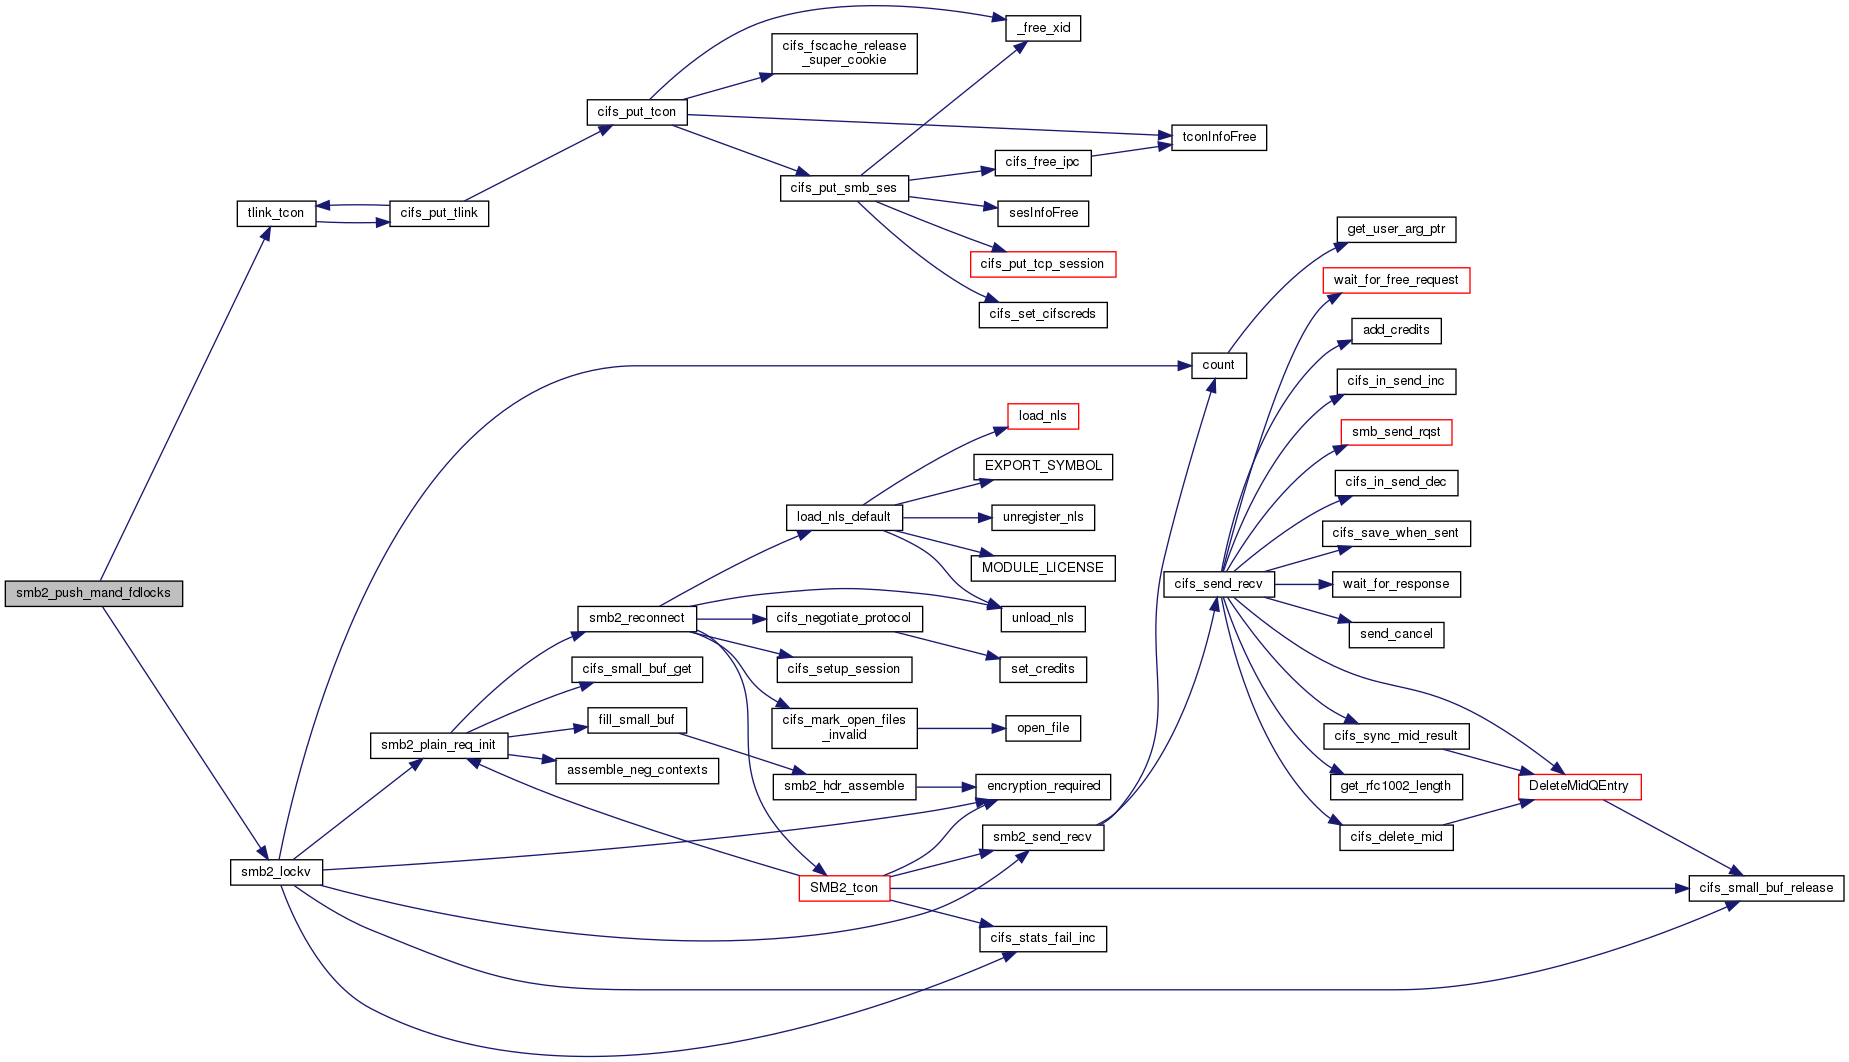 _free_xid
cifs_fscache_release
_super_cookie
cifs_put_tcon
tconInfoFree
cifs_free_ipc
cifs_put_smb_ses
tlink_tcon
cifs_put_tlink
sesInfoFree
get_user_arg_ptr
cifs_put_tcp_session
wait_for_free_request
cifs_set_cifscreds
add_credits
count
cifs_in_send_inc
load_nls
smb_send_rqst
EXPORT_SYMBOL
cifs_in_send_dec
load_nls_default
unregister_nls
cifs_save_when_sent
MODULE_LICENSE
cifs_send_recv
wait_for_response
smb2_push_mand_fdlocks
smb2_reconnect
cifs_negotiate_protocol
unload_nls
send_cancel
cifs_small_buf_get
cifs_setup_session
set_credits
fill_small_buf
cifs_mark_open_files
_invalid
open_file
cifs_sync_mid_result
smb2_plain_req_init
assemble_neg_contexts
smb2_hdr_assemble
encryption_required
get_rfc1002_length
DeleteMidQEntry
smb2_send_recv
cifs_delete_mid
smb2_lockv
SMB2_tcon
cifs_small_buf_release
cifs_stats_fail_inc